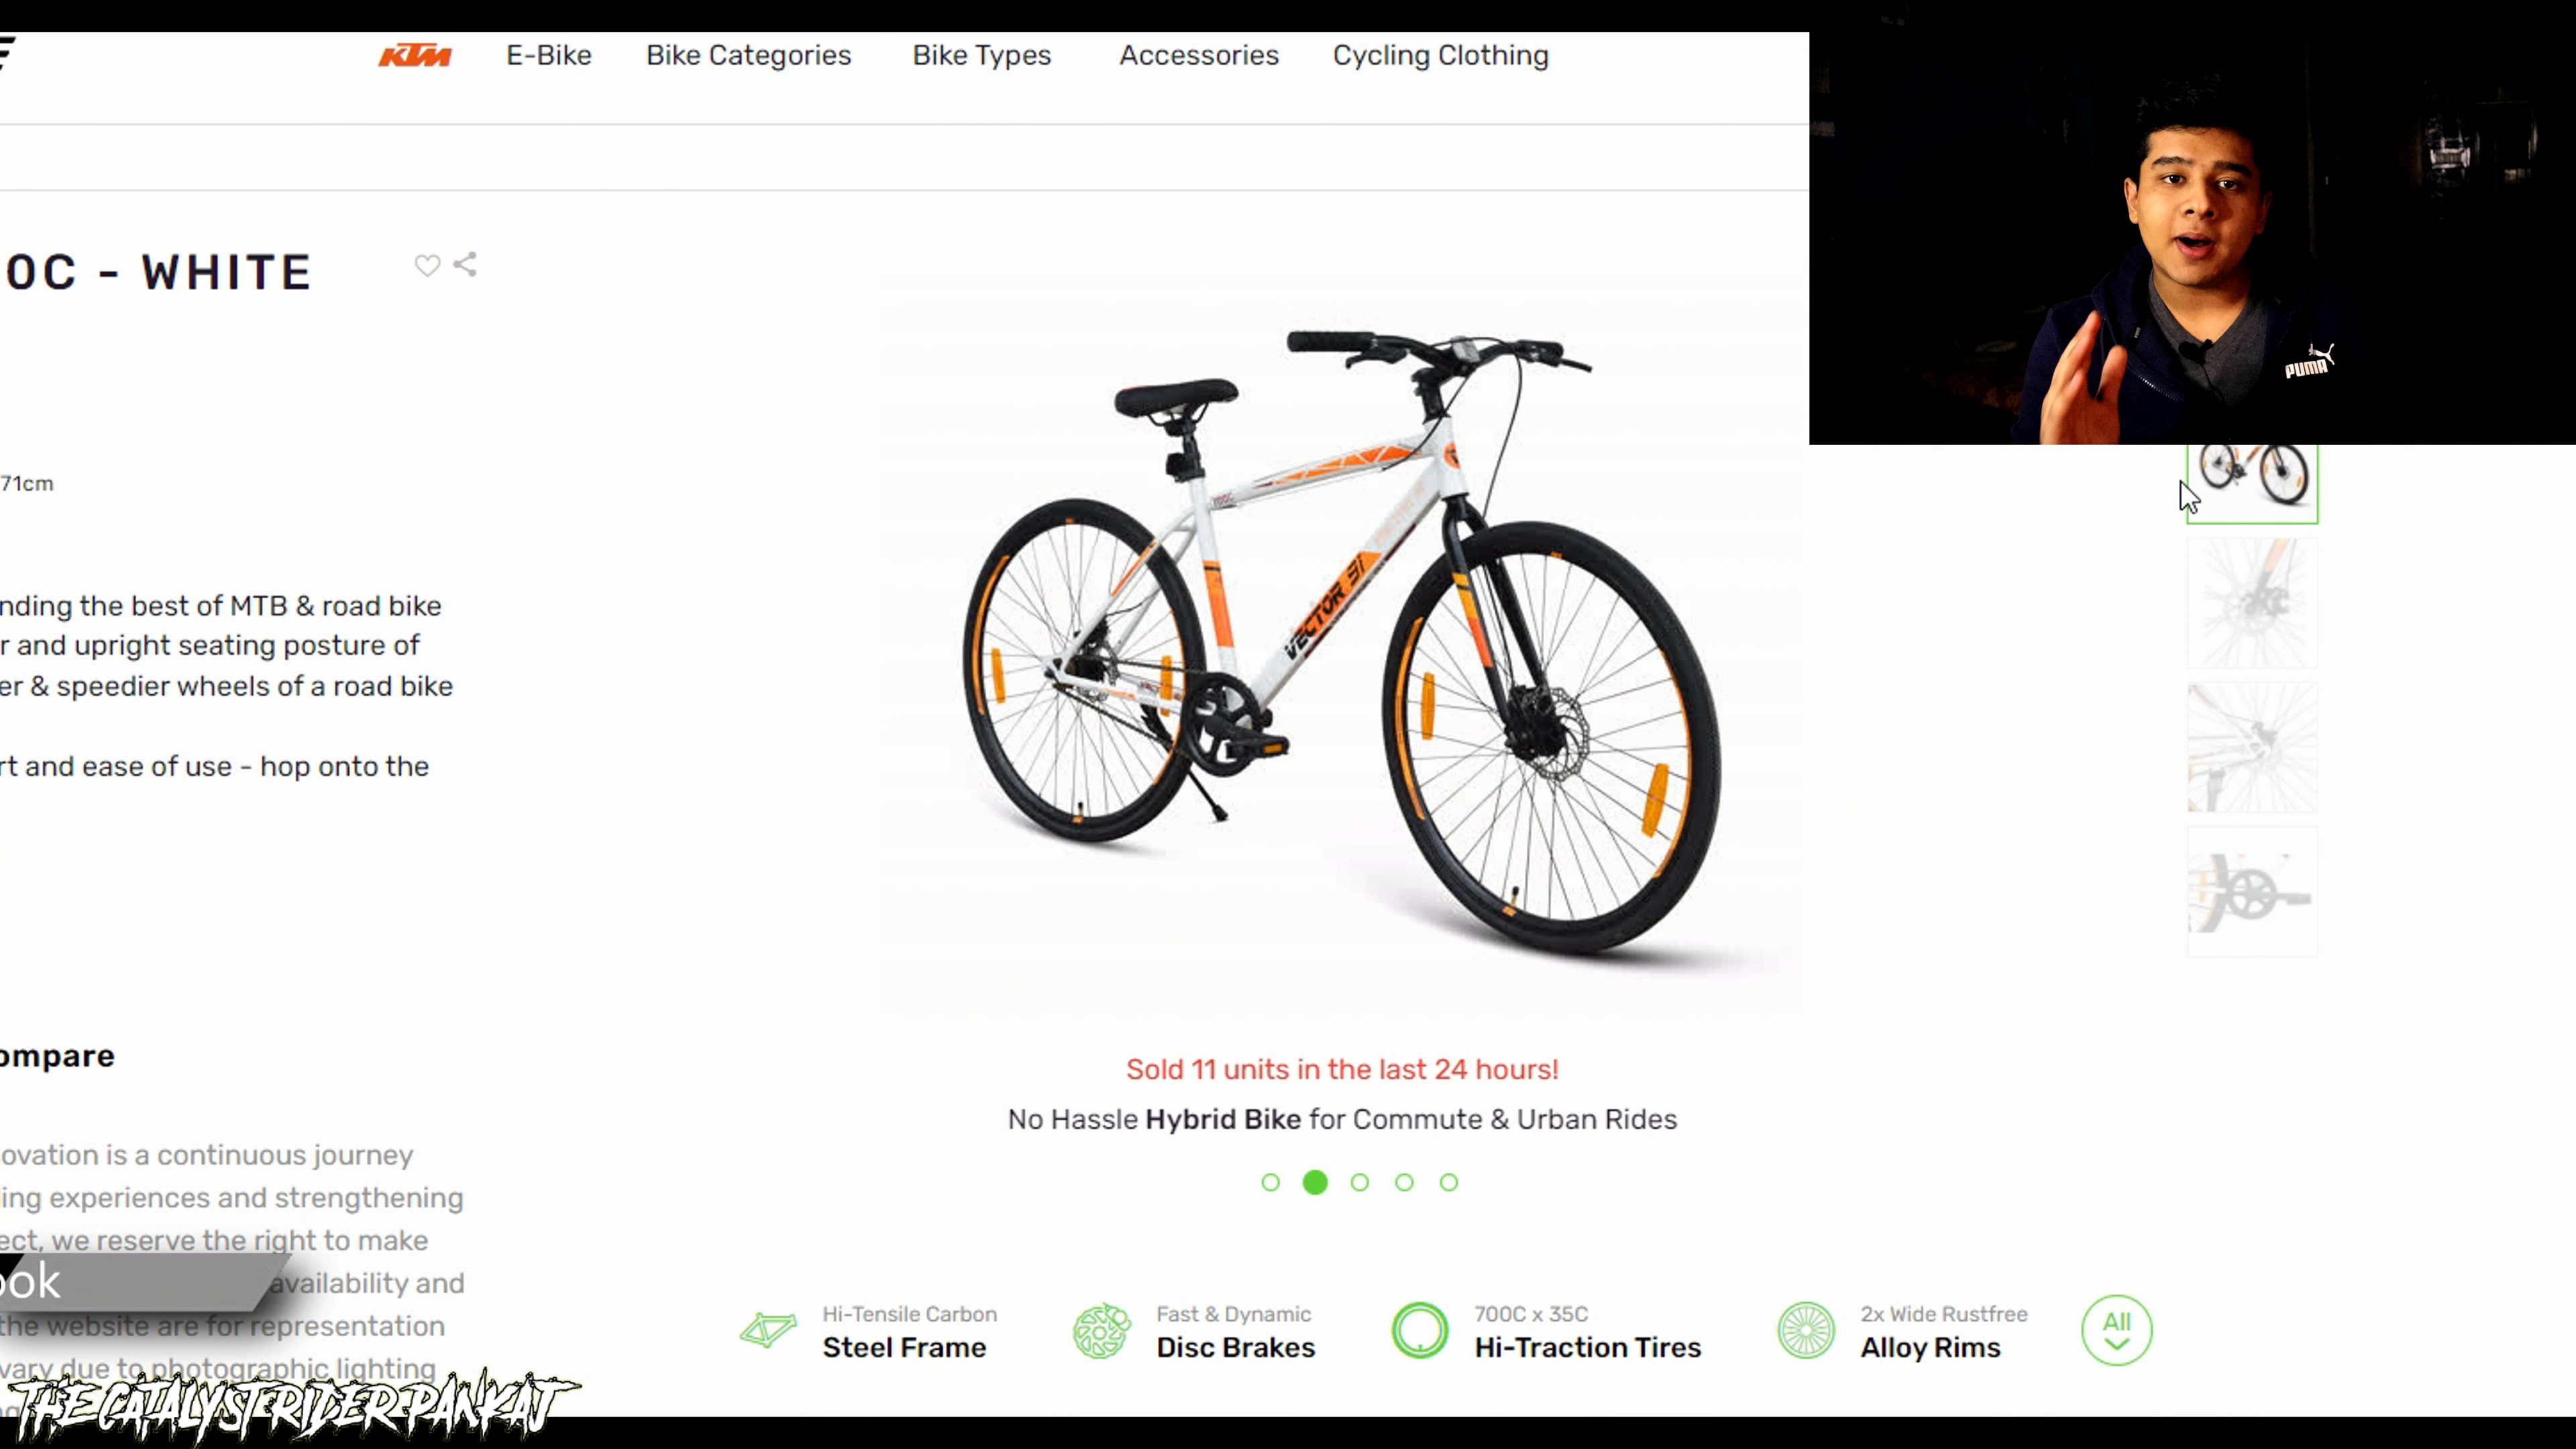 KTM E-Bike Bike Categories Bike Types Accessories Cycling Clothing
0C - WHITE
71cm
nding the best of MTB & road bike
r and upright seating posture of
er & speedier wheels of a road bike
rt and ease of use - hop onto the
VECTOR 91
PUMA
ompare
ovation is a continuous journey
ing experiences and strengthening
ect, we reserve the right to make
availability and
the website are for representation
vary due to photographic lighting
ook
THE CATALYST RIDER PANKAJ
Sold 11 units in the last 24 hours!
No Hassle Hybrid Bike for Commute & Urban Rides
Hi-Tensile Carbon
Steel Frame
Fast & Dynamic
Disc Brakes
700C x 35C
Hi-Traction Tires
2x Wide Rustfree
Alloy Rims
All